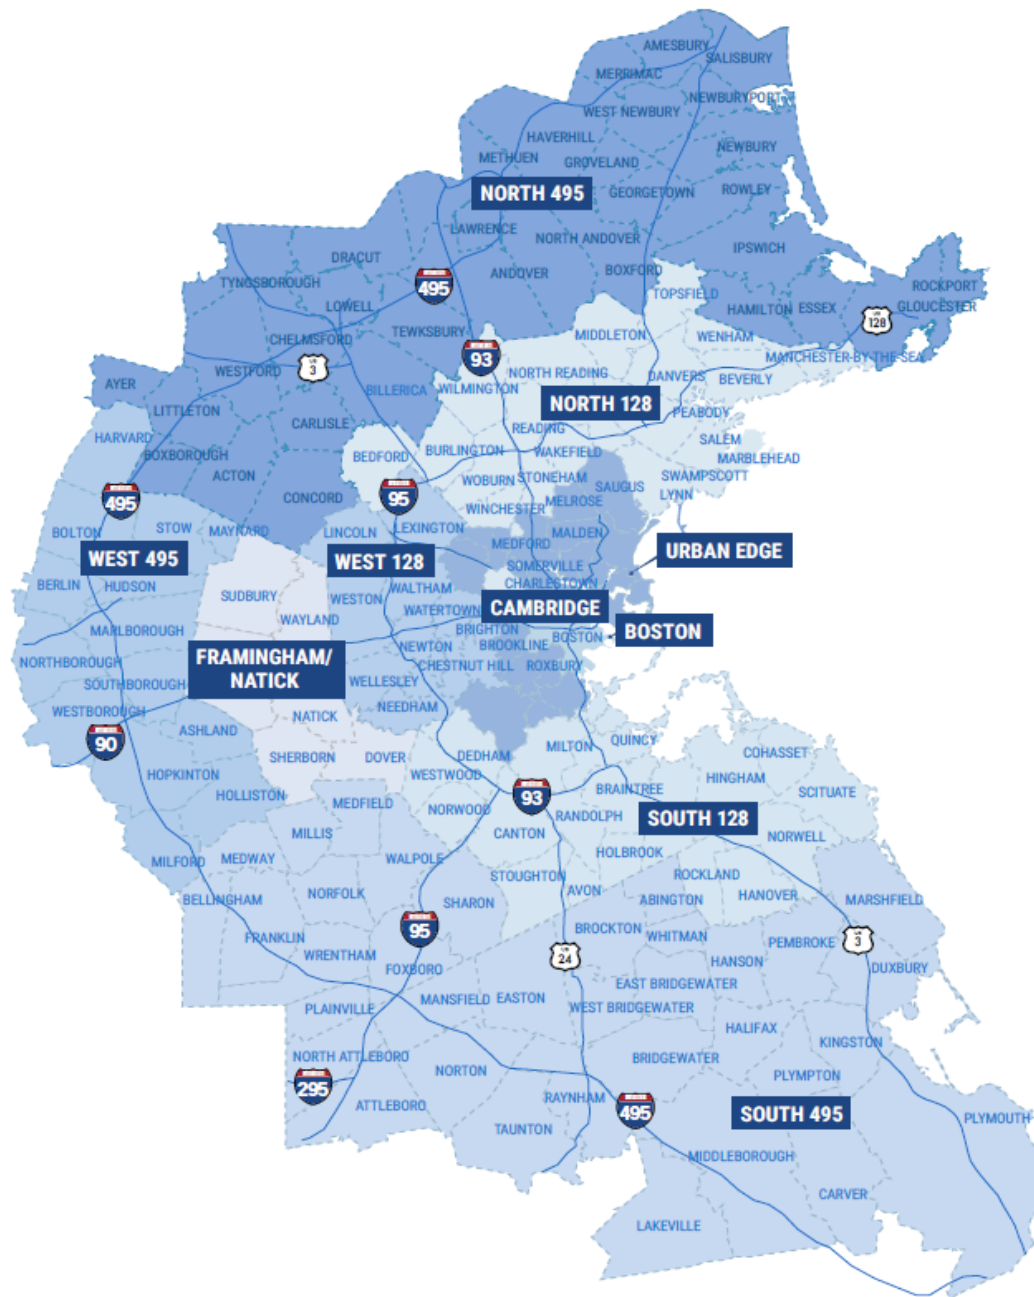 AMESBURY
SALISBURY
MERRIMAC
NEWBURYPORT
WEST NEWBURY
HAVERHILL
NEWBURY
METHUEN
GROVELAND
NORTH 495
GEORGETOWN
ROWLEY
LAWRENCE
NORTH ANDOVER
IPSWICH
DRACUT
ANDOVER
BOXFORD
TYNGSBOROUGH
495
TOPSFIELD
ROCKPORT
LOWELL
HAMILTON
ESSEX
GLOUCESTER
US
128
TEWKSBURY
MIDDLETON
WENHAM
CHELMSFORD
93
MANCHESTER-BY-THE-SEA
US
3
WESTFORD
NORTH READING
DANVERS
BEVERLY
AYER
BILLERICA
WILMINGTON
NORTH 128
LITTLETON
PEABODY
CARLISLE
READING
HARVARD
SALEM
BOXBOROUGH
BEDFORD
BURLINGTON
WAKEFIELD
MARBLEHEAD
ACTON
WOBURN
STONEHAM
SWAMPSCOTT
495
CONCORD
95
SAUGUS
LYNN
MELROSE
WINCHESTER
STOW
MAYNARD
LINCOLN
LEXINGTON
BOLTON
MALDEN
WEST 495
WEST 128
MEDFORD
URBAN EDGE
SOMERVILLE
BERLIN
HUDSON
CHARLESTOWN
SUDBURY
WALTHAM
WESTON
CAMBRIDGE
WATERTOWN
WAYLAND
MARLBOROUGH
BRIGHTON
BOSTON
BOSTON
NEWTON
BROOKLINE
FRAMINGHAM/
NATICK
NORTHBOROUGH
CHESTNUT HILL
ROXBURY
SOUTHBOROUGH
WELLESLEY
WESTBOROUGH
NEEDHAM
NATICK
ASHLAND
90
QUINCY
MILTON
COHASSET
SHERBORN
DOVER
DEDHAM
WESTWOOD
HOPKINTON
HINGHAM
HOLLISTON
93
BRAINTREE
SCITUATE
MEDFIELD
NORWOOD
RANDOLPH
SOUTH 128
MILLIS
CANTON
NORWELL
HOLBROOK
MILFORD
MEDWAY
WALPOLE
STOUGHTON
ROCKLAND
AVON
BELLINGHAM
NORFOLK
SHARON
ABINGTON
HANOVER
MARSHFIELD
95
BROCKTON
FRANKLIN
WHITMAN
PEMBROKE
US
3
WRENTHAM
US
24
HANSON
FOXBORO
DUXBURY
EAST BRIDGEWATER
MANSFIELD
EASTON
PLAINVILLE
WEST BRIDGEWATER
HALIFAX
KINGSTON
NORTH ATTLEBORO
BRIDGEWATER
NORTON
PLYMPTON
295
RAYNHAM
ATTLEBORO
495
SOUTH 495
PLYMOUTH
TAUNTON
MIDDLEBOROUGH
CARVER
LAKEVILLE